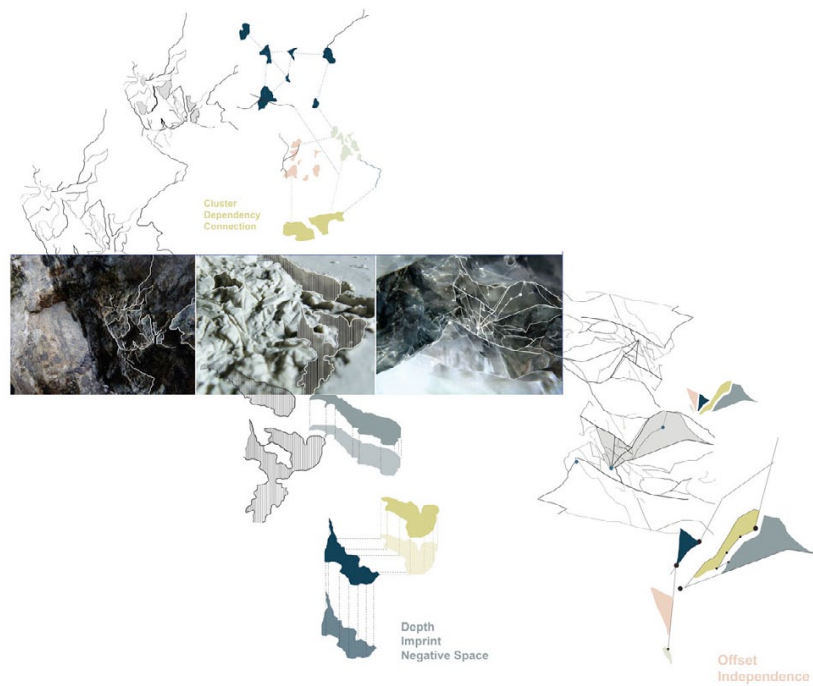 Cluster
Dependency
Connection
Depth
Imprint
Negative Space
Offset
Independence